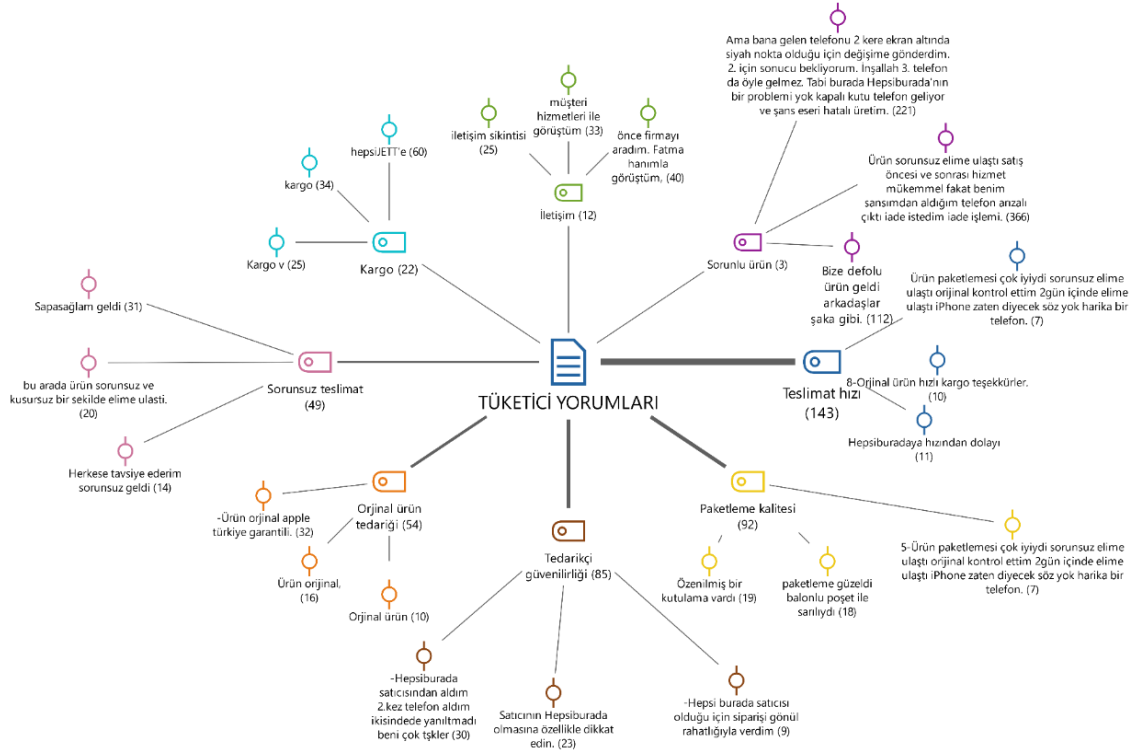 Ama bana gelen telefonu 2 kere ekran altında
siyah nokta olduğu için değişime gönderdim.
2. için sonucu bekliyorum. İnşallah 3. telefon
da öyle gelmez. Tabi burada Hepsiburada'nın
bir problemi yok kapalı kutu telefon geliyor
ve şans eseri hatalı üretim. (221)
müşteri
hizmetleri ile
görüştüm (33)
iletişim sikintisi
(25)
önce firmayı
aradım. Fatma
hanımla
görüştüm, (40)
İletişim (12)
hepsiJETT'e (60)
kargo (34)
Kargo v (25)
Kargo (22)
Ürün sorunsuz elime ulaştı satış
öncesi ve sonrası hizmet
mükemmel fakat benim
sansımdan aldığım telefon arızalı
çıktı iade istedim iade işlemi. (366)
Sorunlu ürün (3)
Bize defolu
ürün geldi
arkadaşlar
şaka gibi. (112)
Ürün paketlemesi çok iyiydi sorunsuz elime
ulaştı orijinal kontrol ettim 2gün içinde elime
ulaştı iPhone zaten diyecek söz yok harika bir
telefon. (7)
Sapasağlam geldi (31)
bu arada ürün sorunsuz ve
kusursuz bir sekilde elime ulasti.
(20)
Herkese tavsiye ederim
sorunsuz geldi (14)
Sorunsuz teslimat
(49)
TÜKETİCİ YORUMLARI
Teslimat hızı
(143)
8-Orjinal ürün hızlı kargo teşekkürler.
(10)
Hepsiburadaya hızından dolayı
(11)
-Ürün orjinal apple
türkiye garantili. (32)
Orjinal ürün
tedariği (54)
Ürün orijinal,
(16)
Orjinal ürün (10)
Tedarikçi
güvenilirliği (85)
Paketleme kalitesi
(92)
Özenilmiş bir
kutulama vardı (19)
paketleme güzeldi
balonlu poşet ile
sarılıydı (18)
5-Ürün paketlemesi çok iyiydi sorunsuz elime
ulaştı orijinal kontrol ettim 2gün içinde elime
ulaştı iPhone zaten diyecek söz yok harika bir
telefon. (7)
-Hepsiburada
satıcısından aldım
2.kez telefon aldım
ikisindede yanıltmadı
beni çok tşkler (30)
Satıcının Hepsiburada
olmasına özellikle dikkat
edin. (23)
-Hepsi burada satıcısı
olduğu için siparişi gönül
rahatlığıyla verdim (9)